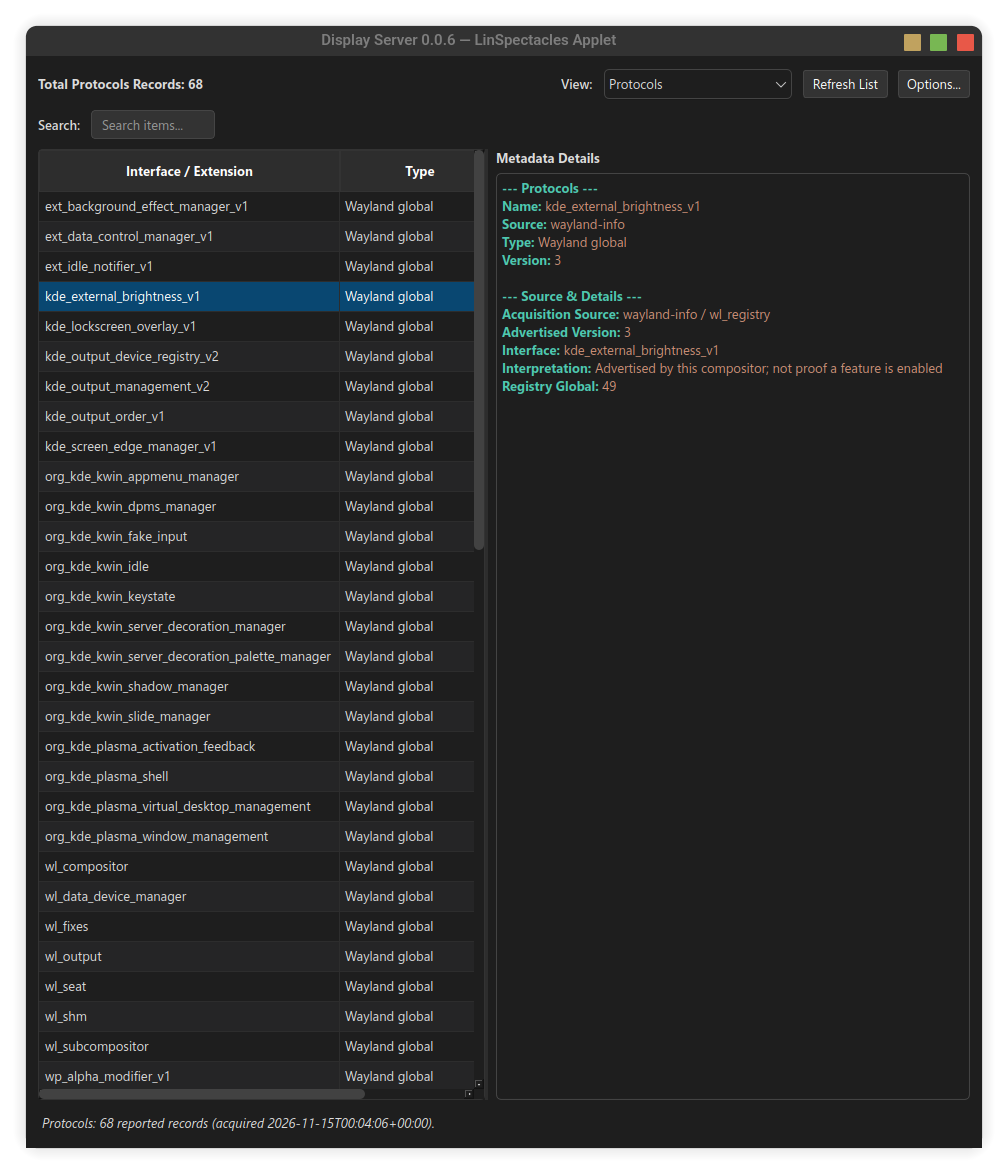 Display Server 0.0.6 — LinSpectacles Applet
Total Protocols Records: 68
View: Protocols Refresh List Options...
Search: Search items...
Interface / Extension Type
ext_background_effect_manager_v1 Wayland global
ext_data_control_manager_v1 Wayland global
ext_idle_notifier_v1 Wayland global
kde_external_brightness_v1 Wayland global
kde_lockscreen_overlay_v1 Wayland global
kde_output_device_registry_v2 Wayland global
kde_output_management_v2 Wayland global
kde_output_order_v1 Wayland global
kde_screen_edge_manager_v1 Wayland global
org_kde_kwin_appmenu_manager Wayland global
org_kde_kwin_dpms_manager Wayland global
org_kde_kwin_fake_input Wayland global
org_kde_kwin_idle Wayland global
org_kde_kwin_keystate Wayland global
org_kde_kwin_server_decoration_manager Wayland global
org_kde_kwin_server_decoration_palette_manager Wayland global
org_kde_kwin_shadow_manager Wayland global
org_kde_kwin_slide_manager Wayland global
org_kde_plasma_activation_feedback Wayland global
org_kde_plasma_shell Wayland global
org_kde_plasma_virtual_desktop_management Wayland global
org_kde_plasma_window_management Wayland global
wl_compositor Wayland global
wl_data_device_manager Wayland global
wl_fixes Wayland global
wl_output Wayland global
wl_seat Wayland global
wl_shm Wayland global
wl_subcompositor Wayland global
wp_alpha_modifier_v1 Wayland global
Metadata Details
--- Protocols ---
Name: kde_external_brightness_v1
Source: wayland-info
Type: Wayland global
Version: 3
--- Source & Details ---
Acquisition Source: wayland-info / wl_registry
Advertised Version: 3
Interface: kde_external_brightness_v1
Interpretation: Advertised by this compositor; not proof a feature is enabled
Registry Global: 49
Protocols: 68 reported records (acquired 2026-11-15T00:04:06+00:00).